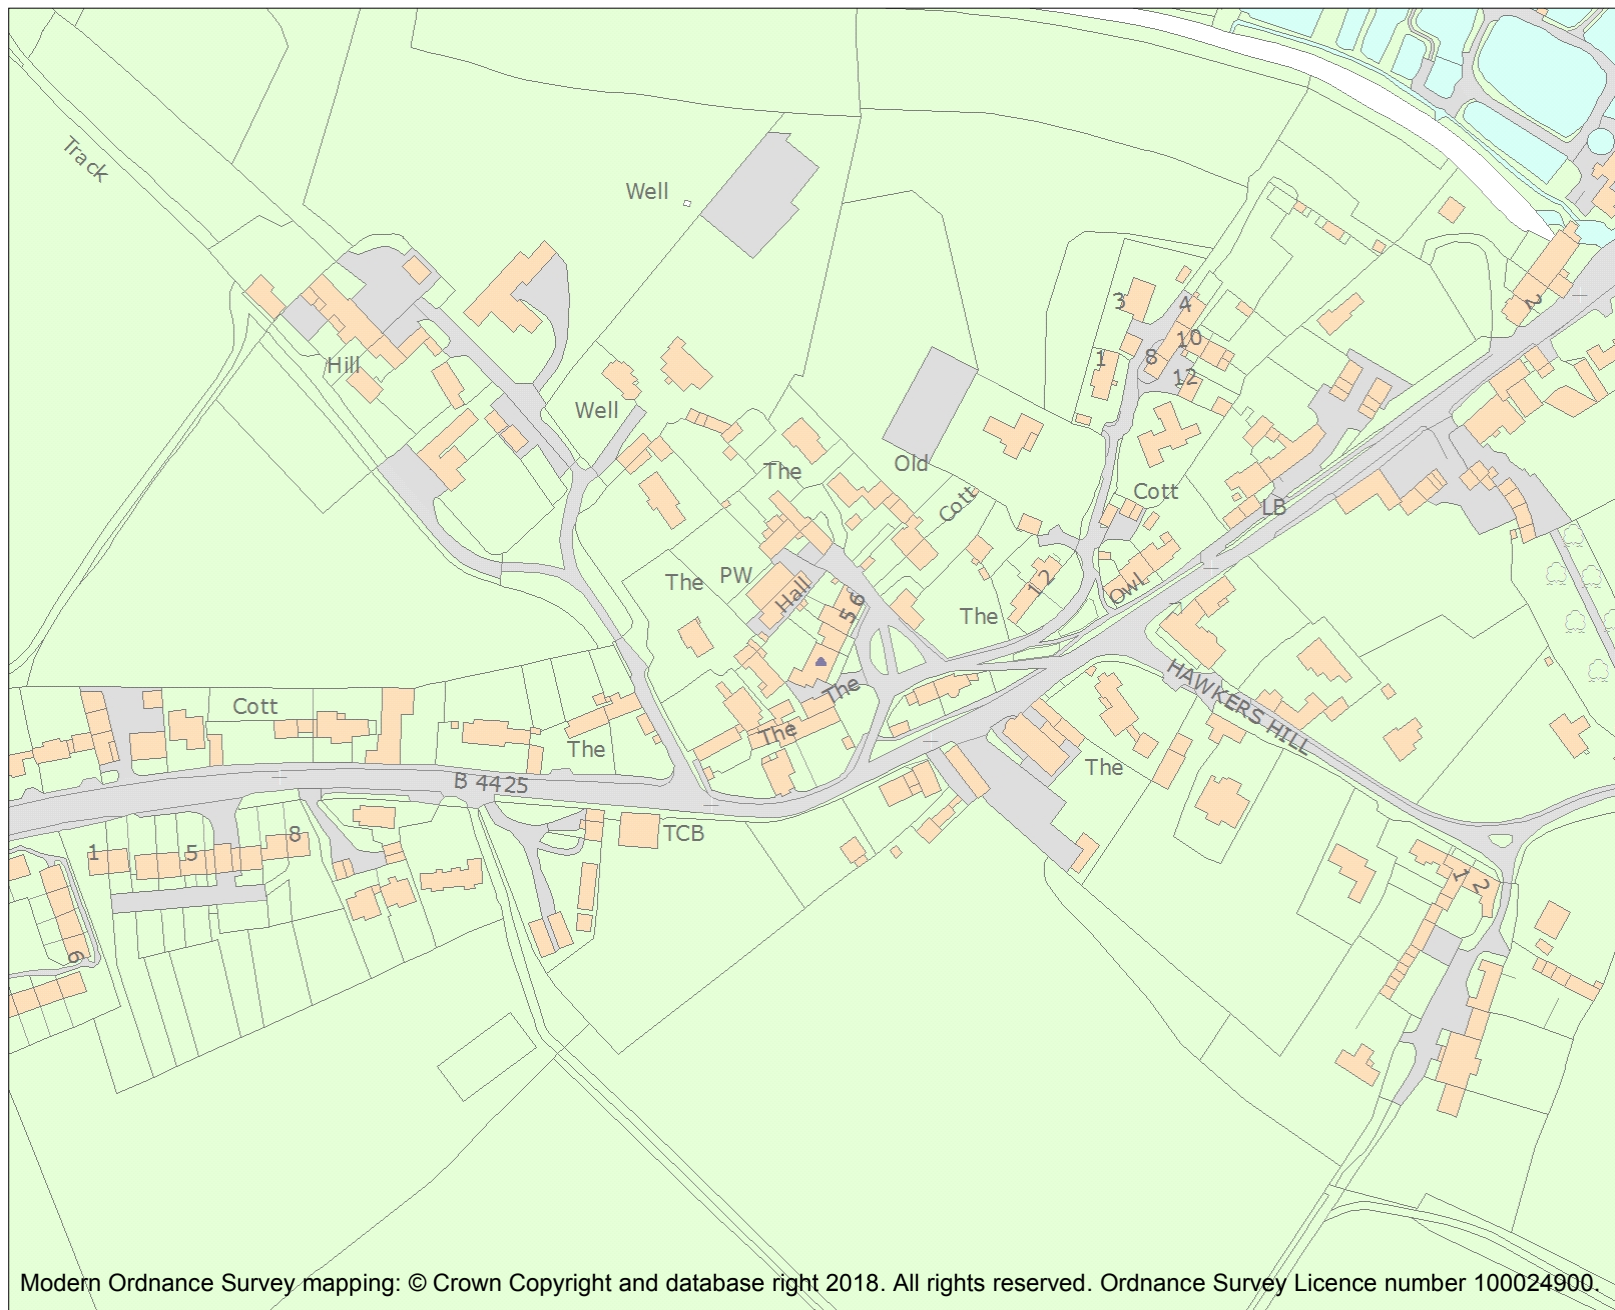 Track
Well
3
4
2
10
1
8
Hill
12
Well
Old
The
Cott
Cott
LB
PW
The
Hall
5 6
1 2
Owl
The
HAWKERS HILL
The
Cott
The
The
The
B 4425
TCB
8
1
5
1
2
6
Modern Ordnance Survey mapping: © Crown Copyright and database right 2018. All rights reserved. Ordnance Survey Licence number 100024900.